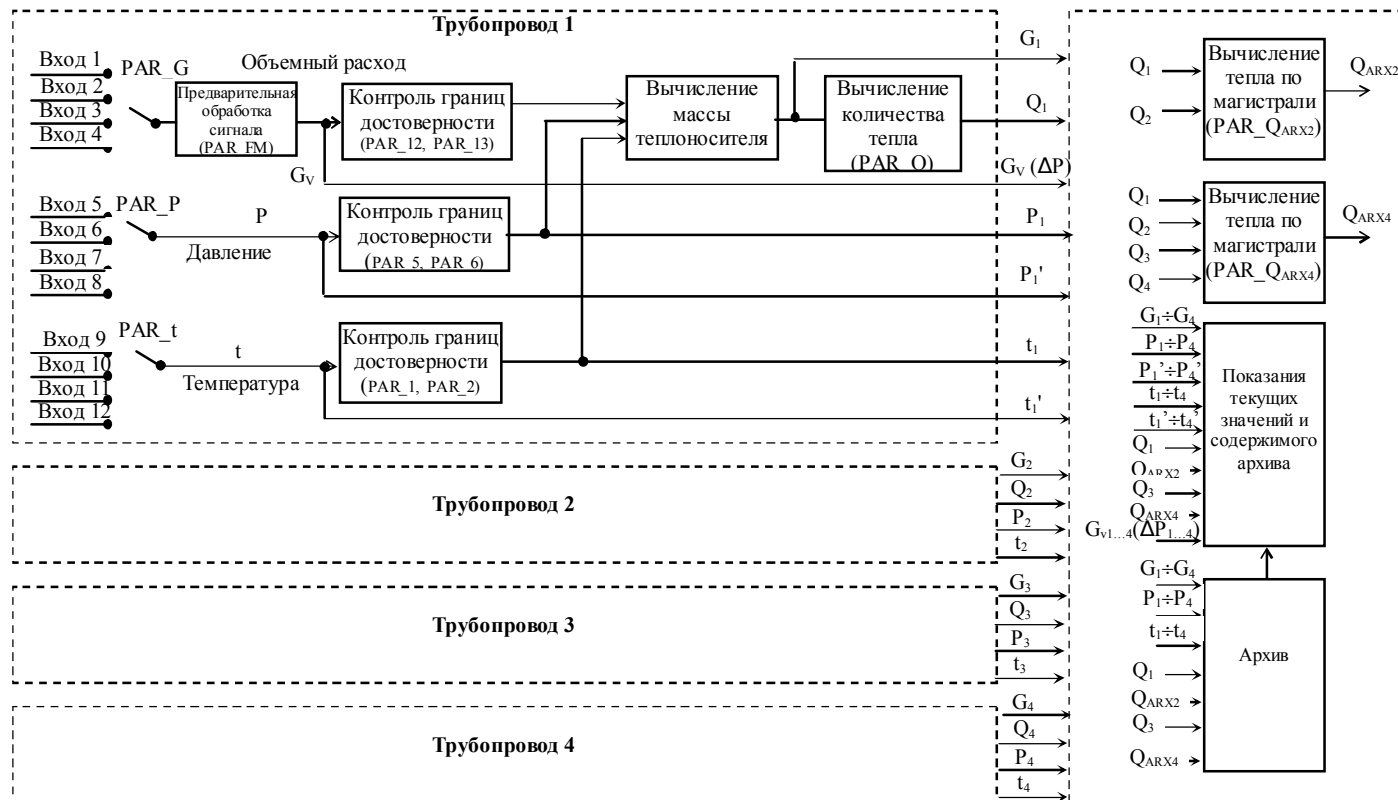 Трубопровод 1
Вход 1
Вход 2
Вход 3
Вход 4
PAR_G
Предварительная
обработка
сигнала
(PAR_FM)
Объемный расход
Gv
Контроль границ
достоверности
(PAR_12, PAR_13)
Вычисление
массы
теплоносителя
Вычисление
количества
тепла
(PAR_Q)
G1
Q1
Gv (ΔP)
Вход 5
Вход 6
Вход 7
Вход 8
PAR_P
P
Давление
Контроль границ
достоверности
(PAR_5, PAR_6)
P1
P1'
Вход 9
Вход 10
Вход 11
Вход 12
PAR_t
t
Температура
Контроль границ
достоверности
(PAR_1, PAR_2)
t1
t1'
Трубопровод 2
G2
Q2
P2
t2
Трубопровод 3
G3
Q3
P3
t3
Трубопровод 4
G4
Q4
P4
t4
Q1
Q2
Вычисление
тепла по
магистрали
(PAR_QARX2)
QARX2
Q1
Q2
Q3
Q4
Вычисление
тепла по
магистрали
(PAR_QARX4)
QARX4
G1÷G4
P1÷P4
P1'÷P4'
t1÷t4
t1'÷t4'
Q1
QARX2
Q3
QARX4
Gv1…4(ΔP1…4)
Показания
текущих
значений и
содержимого
архива
G1÷G4
P1÷P4
t1÷t4
Q1
QARX2
Q3
QARX4
Архив